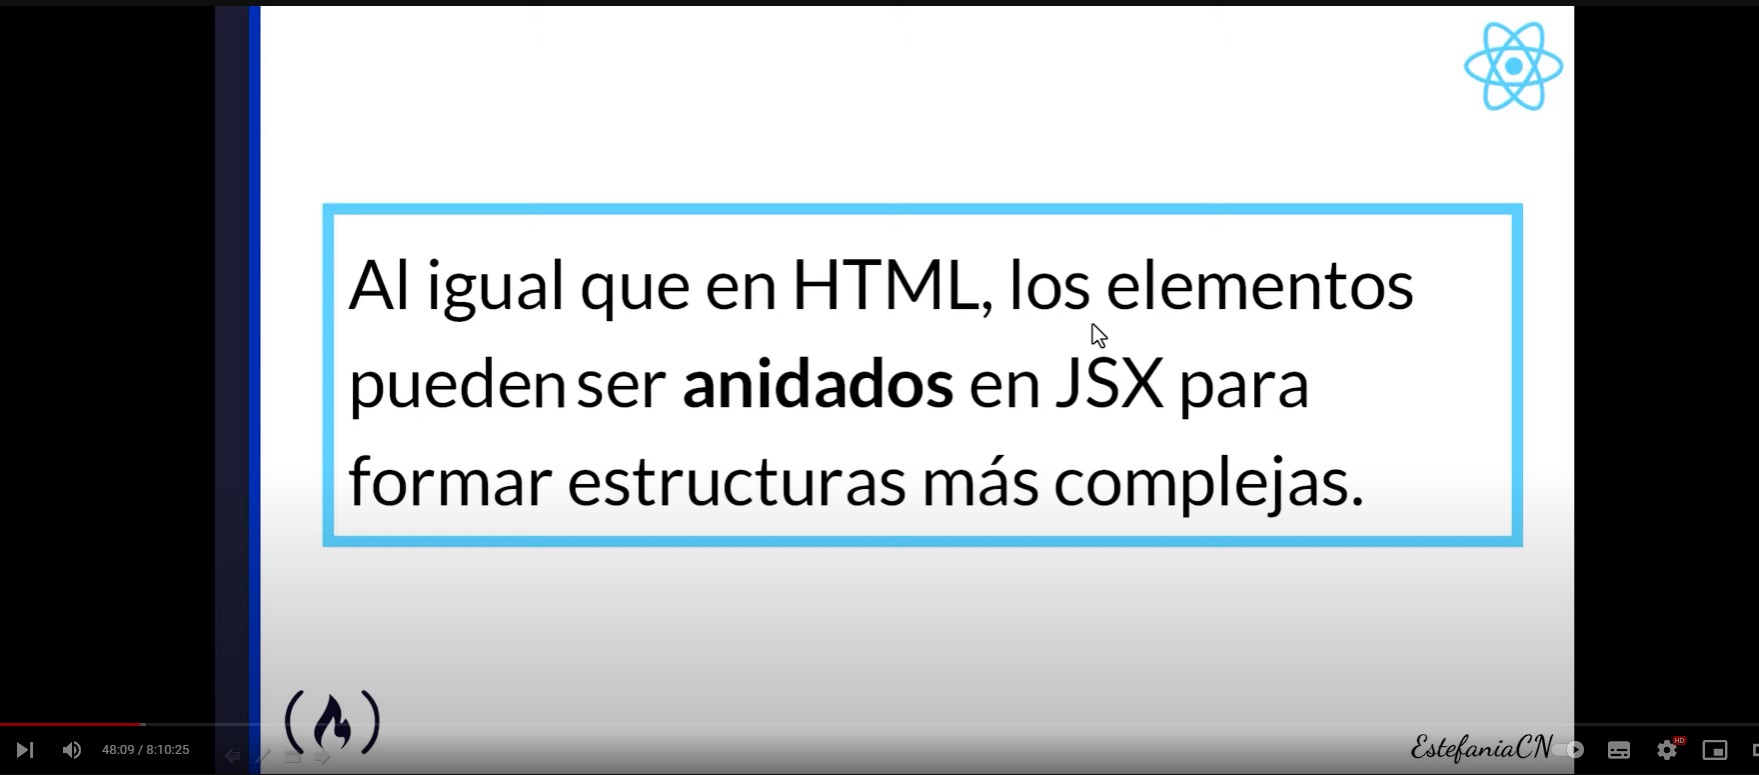 Al igual que en HTML, los elementos
pueden ser anidados en JSX para
formar estructuras más complejas.
48:09 / 8:10:25
EstefaniaCN
HD